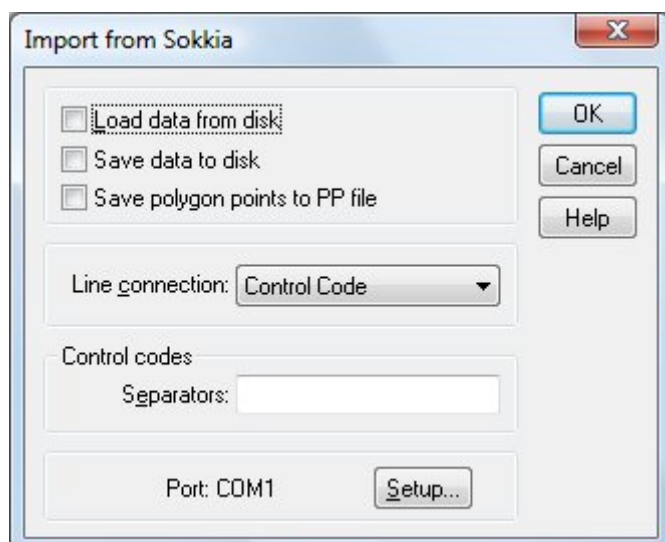 Import from Sokkia
Load data from disk
Save data to disk
Save polygon points to PP file
OK
Cancel
Help
Line connection: Control Code
Control codes
Separators:
Port: COM1 Setup...